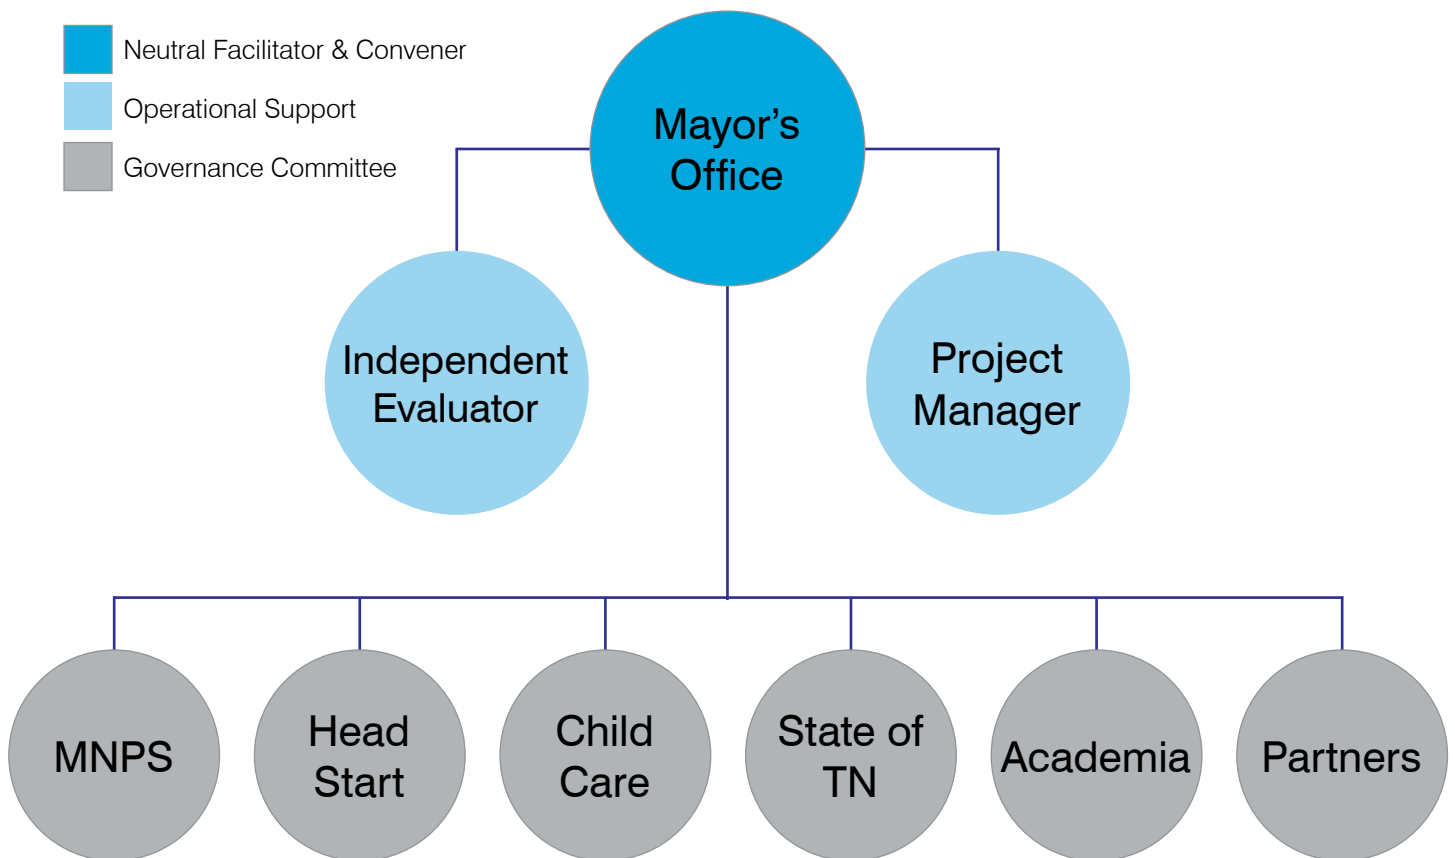 Neutral Facilitator & Convener
Operational Support
Governance Committee
Mayor’s
Office
Independent
Evaluator
Project
Manager
MNPS
Head
Start
Child
Care
State of
TN
Academia
Partners